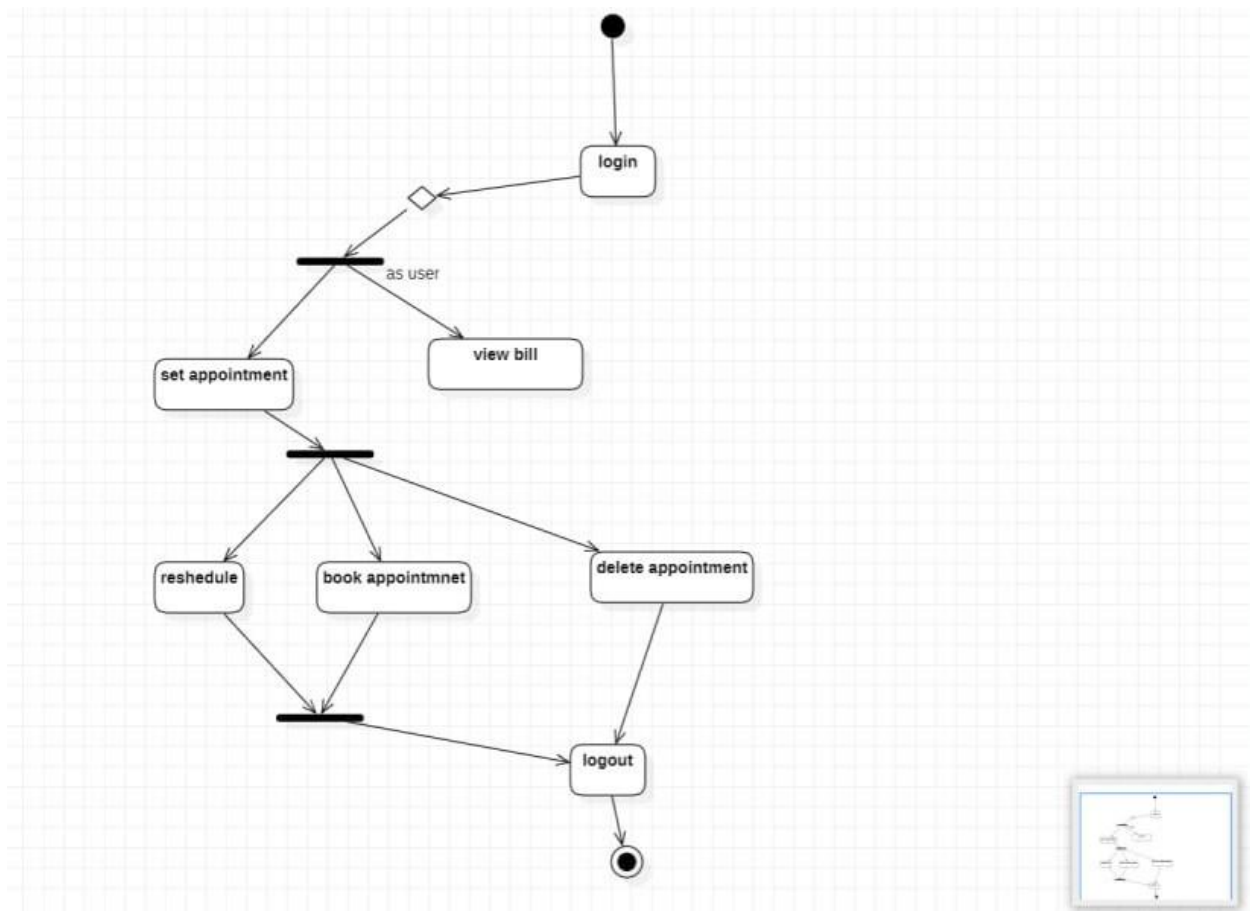 login
as user
view bill
set appointment
reshedule
book appointmnet
delete appointment
logout